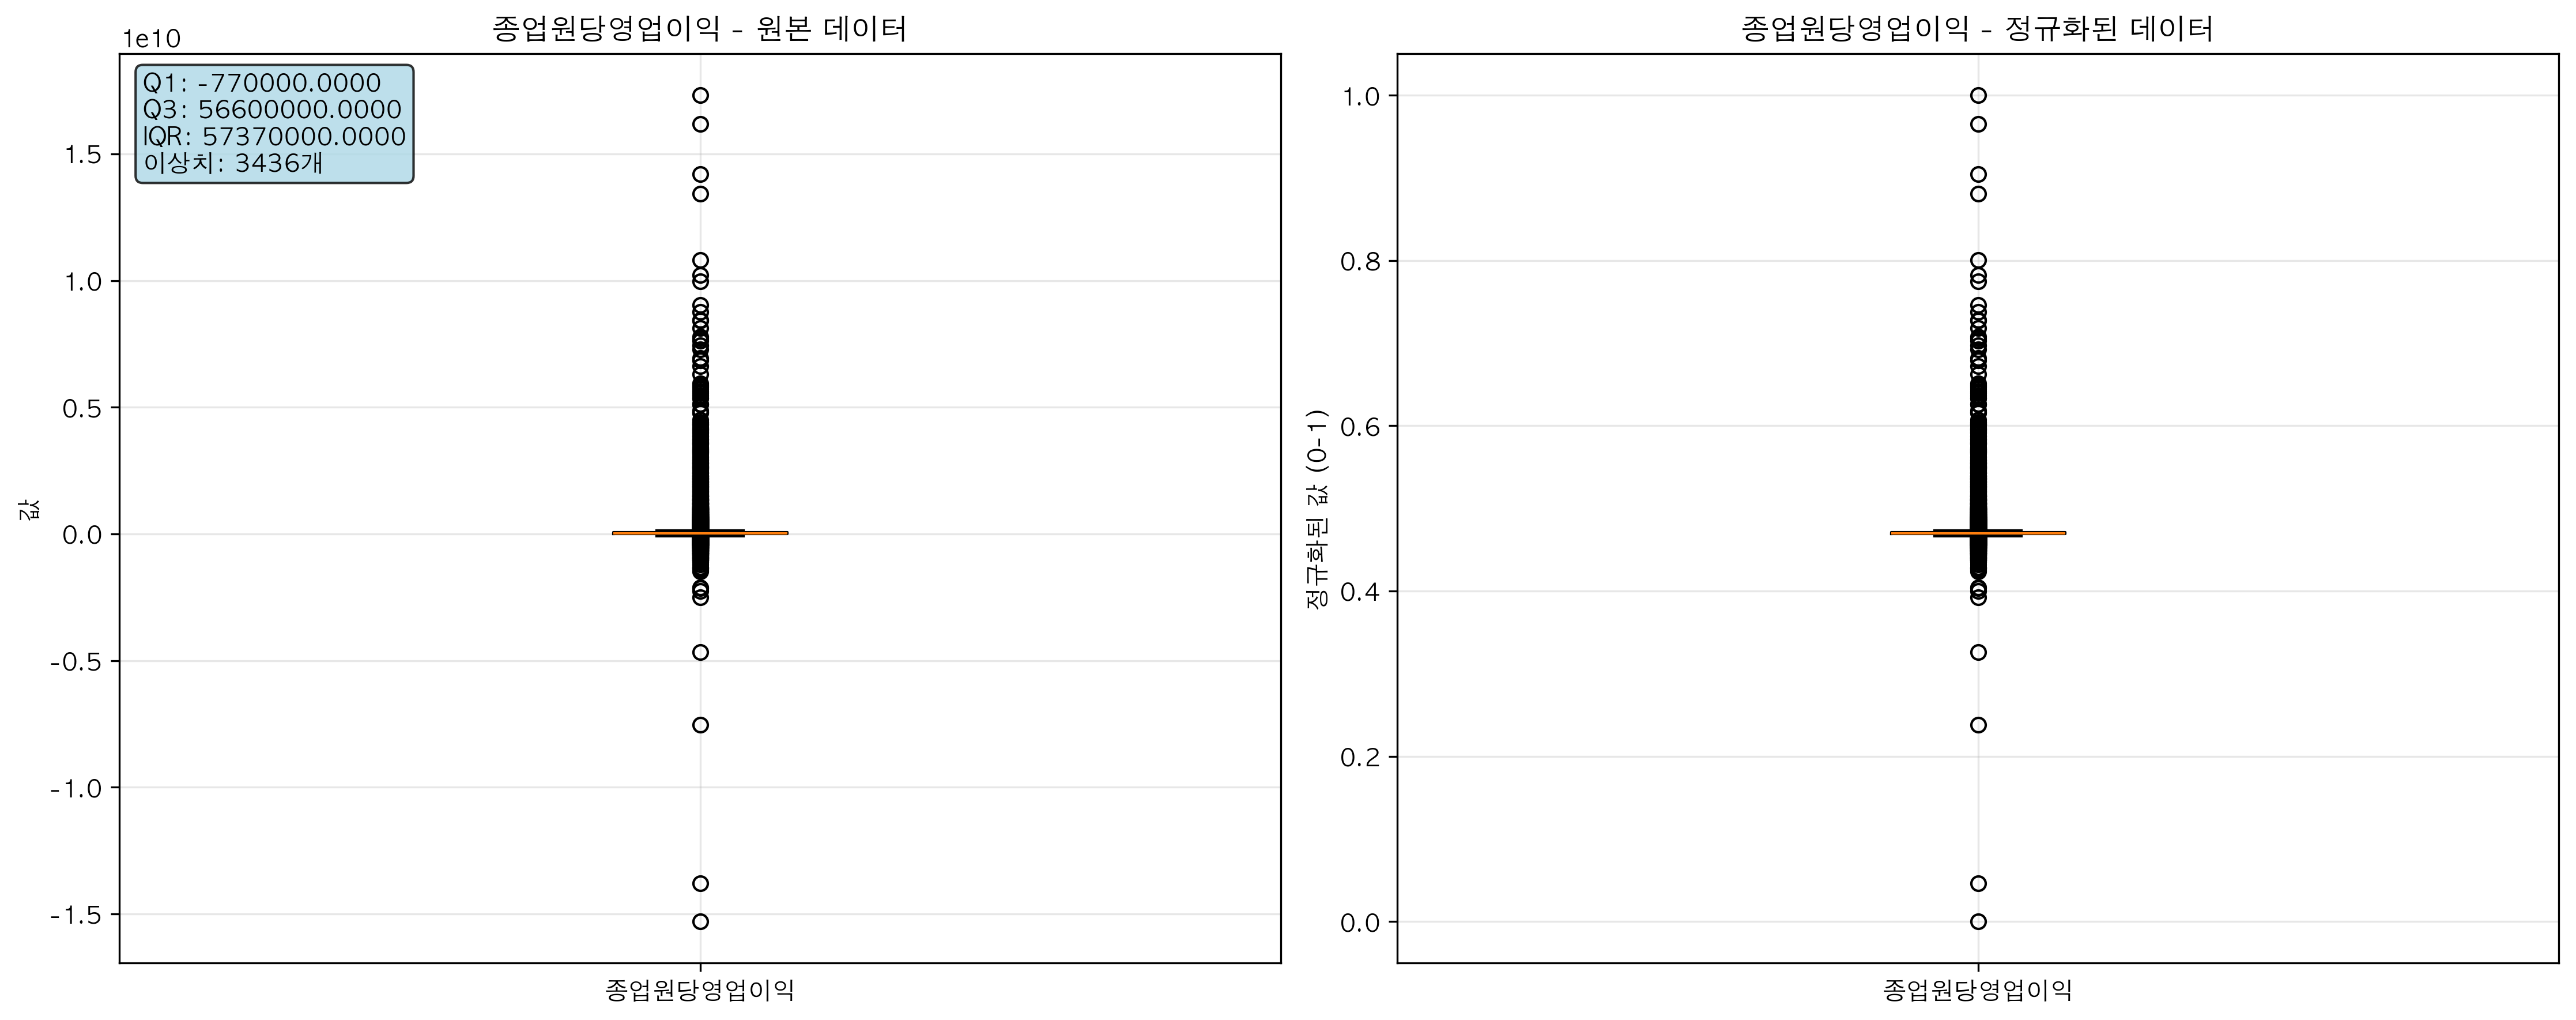 종업원당영업이익 - 원본 데이터
1e10
Q1: -770000.0000
Q3: 56600000.0000
IQR: 57370000.0000
이상치: 3436개
1.5
1.0
0.5
0.0
-0.5
-1.0
-1.5
값
종업원당영업이익
종업원당영업이익 - 정규화된 데이터
1.0
0.8
0.6
0.4
0.2
0.0
정규화된 값 (0-1)
종업원당영업이익